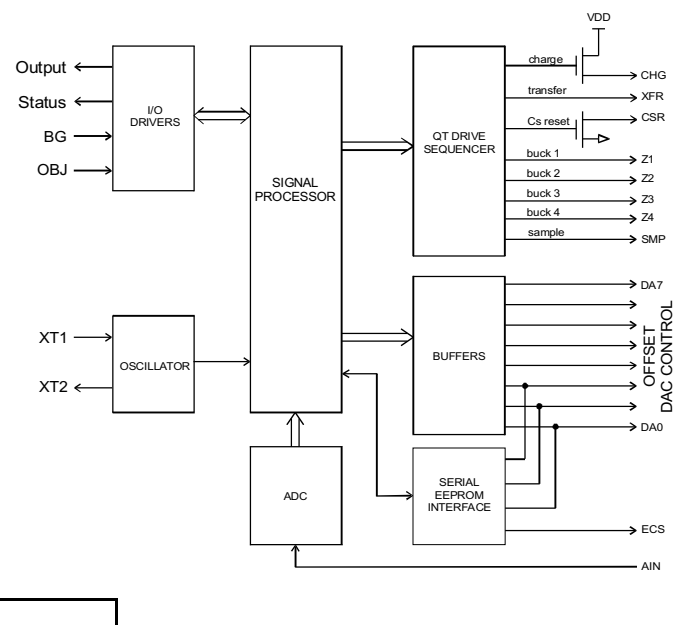 VDD
Output
Status
BG
OBJ
I/O
DRIVERS
SIGNAL
PROCESSOR
QT DRIVE
SEQUENCER
charge
CHG
transfer
XFR
Cs reset
CSR
buck 1
Z1
buck 2
Z2
buck 3
Z3
buck 4
Z4
sample
SMP
XT1
XT2
OSCILLATOR
BUFFERS
DA7
OFFSET
DAC CONTROL
DA0
ADC
SERIAL
EEPROM
INTERFACE
ECS
AIN